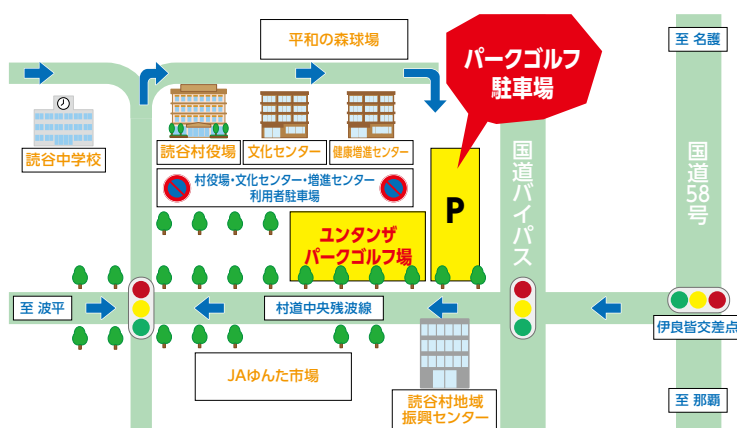 平和の森球場
至 名護
パークゴルフ
駐車場
読谷中学校
読谷村役場
文化センター
健康増進センター
村役場・文化センター・増進センター
利用者駐車場
P
国道バイパス
国道58号
ユンタンザ
パークゴルフ場
至 波平
村道中央残波線
伊良皆交差点
JAゆんた市場
読谷村地域
振興センター
至 那覇